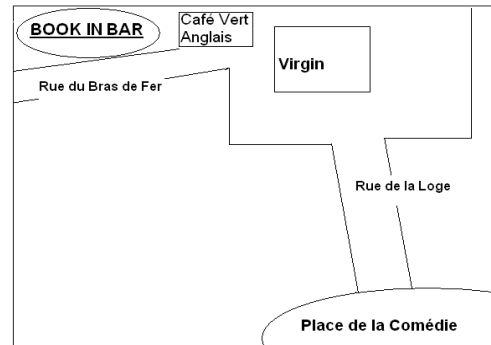 BOOK IN BAR
Café Vert
Anglais
Virgin
Rue du Bras de Fer
Rue de la Loge
Place de la Comédie